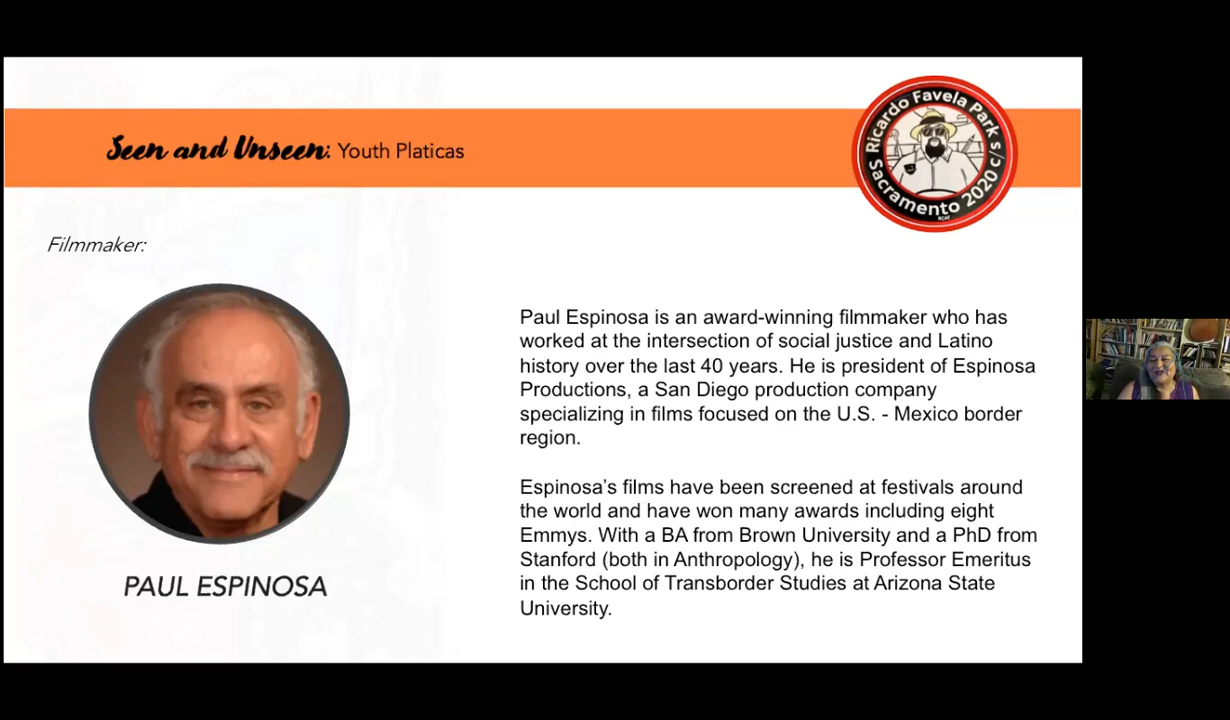 Seen and Unseen: Youth Platicas
Ricardo Favela Park s/c
Sacramento 2020
RCAF
Filmmaker:
PAUL ESPINOSA
Paul Espinosa is an award-winning filmmaker who has
worked at the intersection of social justice and Latino
history over the last 40 years. He is president of Espinosa
Productions, a San Diego production company
specializing in films focused on the U.S. - Mexico border
region.
Espinosa’s films have been screened at festivals around
the world and have won many awards including eight
Emmys. With a BA from Brown University and a PhD from
Stanford (both in Anthropology), he is Professor Emeritus
in the School of Transborder Studies at Arizona State
University.